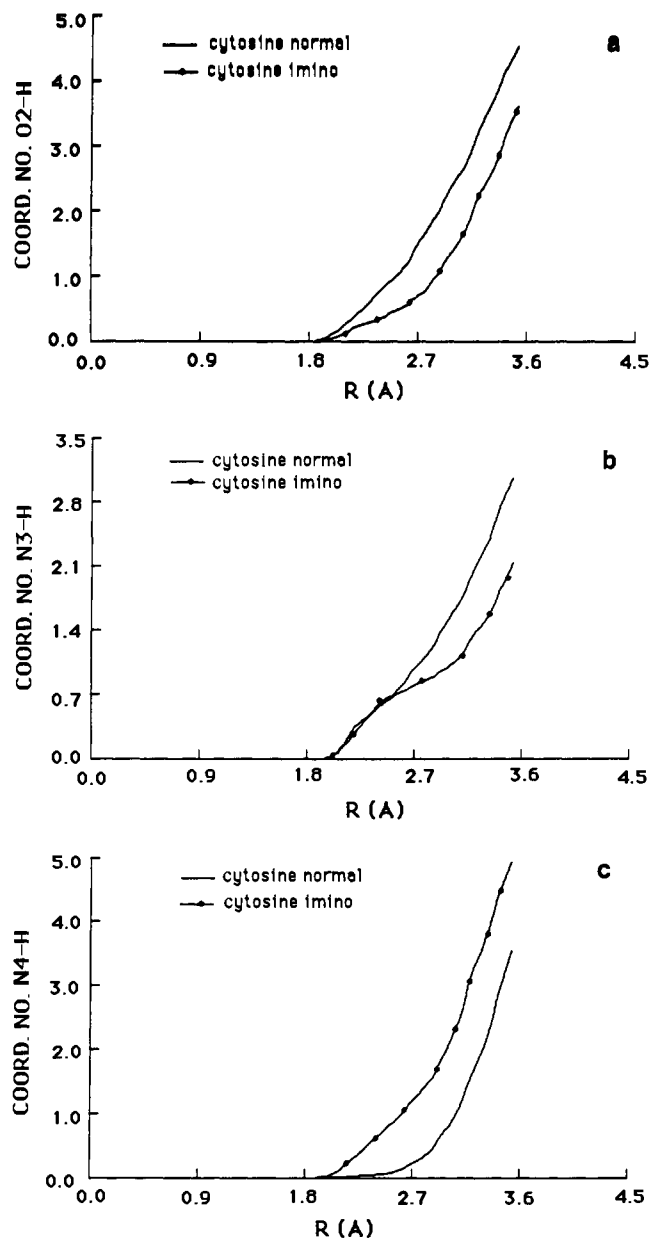 a
cytosine normal
cytosine imino
COORD. NO. O2-H
5.0
4.0
3.0
2.0
1.0
0.0
0.0 0.9 1.8 2.7 3.6 4.5
R (A)
b
cytosine normal
cytosine imino
COORD. NO. N3-H
3.5
2.8
2.1
1.4
0.7
0.0
0.0 0.9 1.8 2.7 3.6 4.5
R (A)
c
cytosine normal
cytosine imino
COORD. NO. N4-H
5.0
4.0
3.0
2.0
1.0
0.0
0.0 0.9 1.8 2.7 3.6 4.5
R (A)